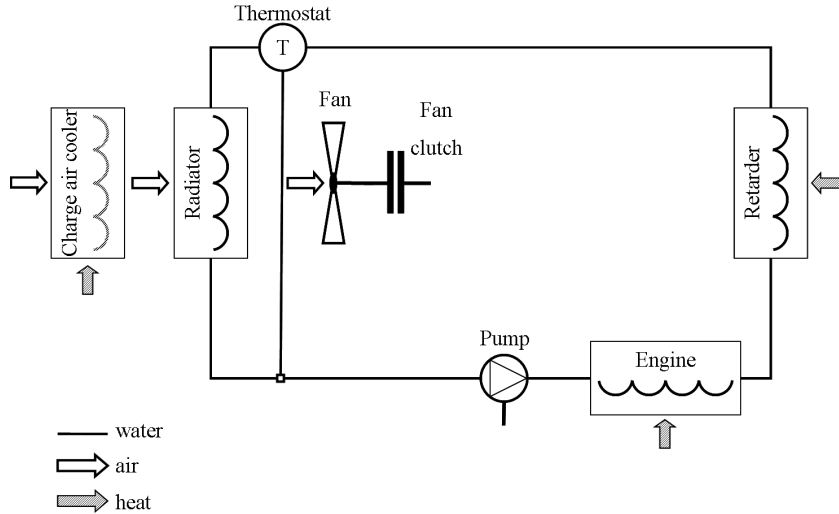 Thermostat
T
Fan
Fan
clutch
Charge air cooler
Radiator
Retarder
Pump
Engine
water
air
heat